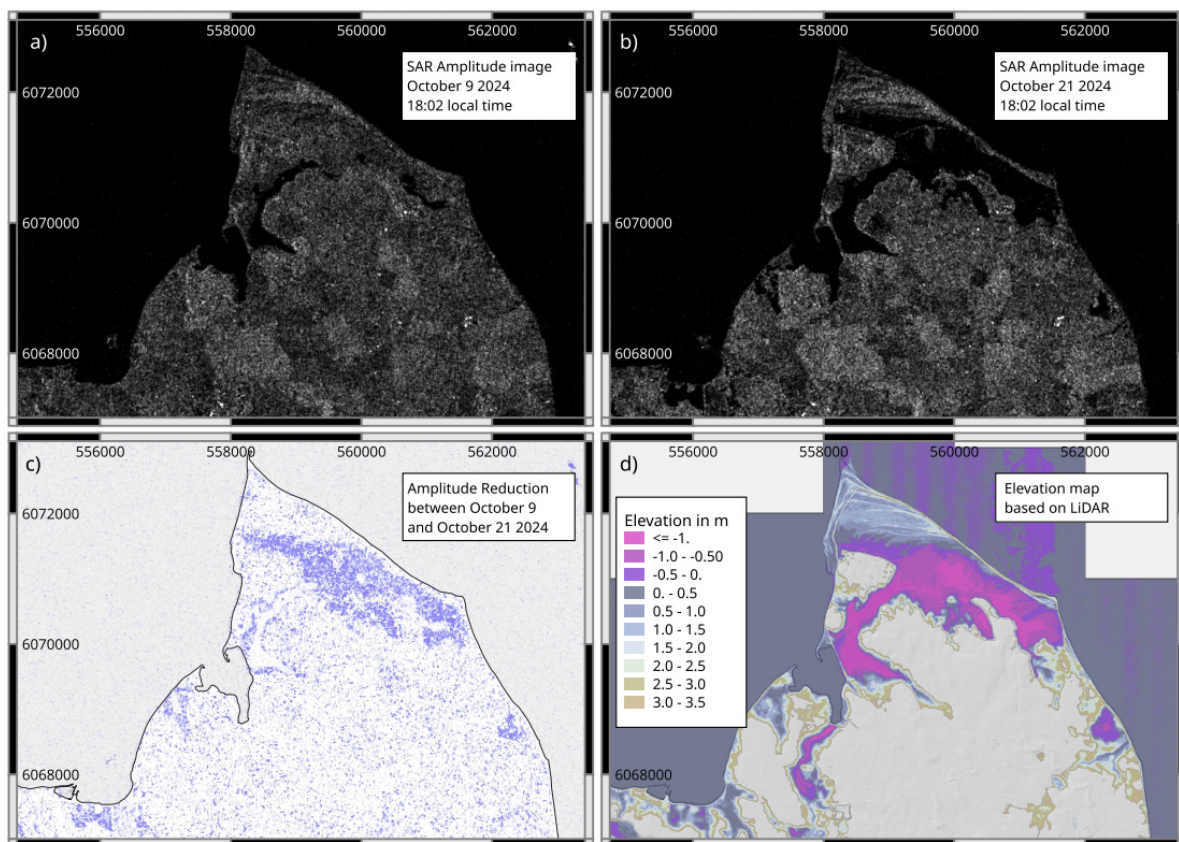 556000 558000 560000 562000
a)
SAR Amplitude image
October 9 2024
18:02 local time
6072000
6070000
6068000
556000 558000 560000 562000
b)
SAR Amplitude image
October 21 2024
18:02 local time
6072000
6070000
6068000
556000 558000 560000 562000
c)
Amplitude Reduction
between October 9
and October 21 2024
6072000
6070000
6068000
556000 558000 560000 562000
d)
Elevation map
based on LiDAR
6072000
Elevation in m
<= -1.
-1.0 - -0.50
-0.5 - 0.
0. - 0.5
0.5 - 1.0
1.0 - 1.5
1.5 - 2.0
2.0 - 2.5
2.5 - 3.0
3.0 - 3.5
6068000